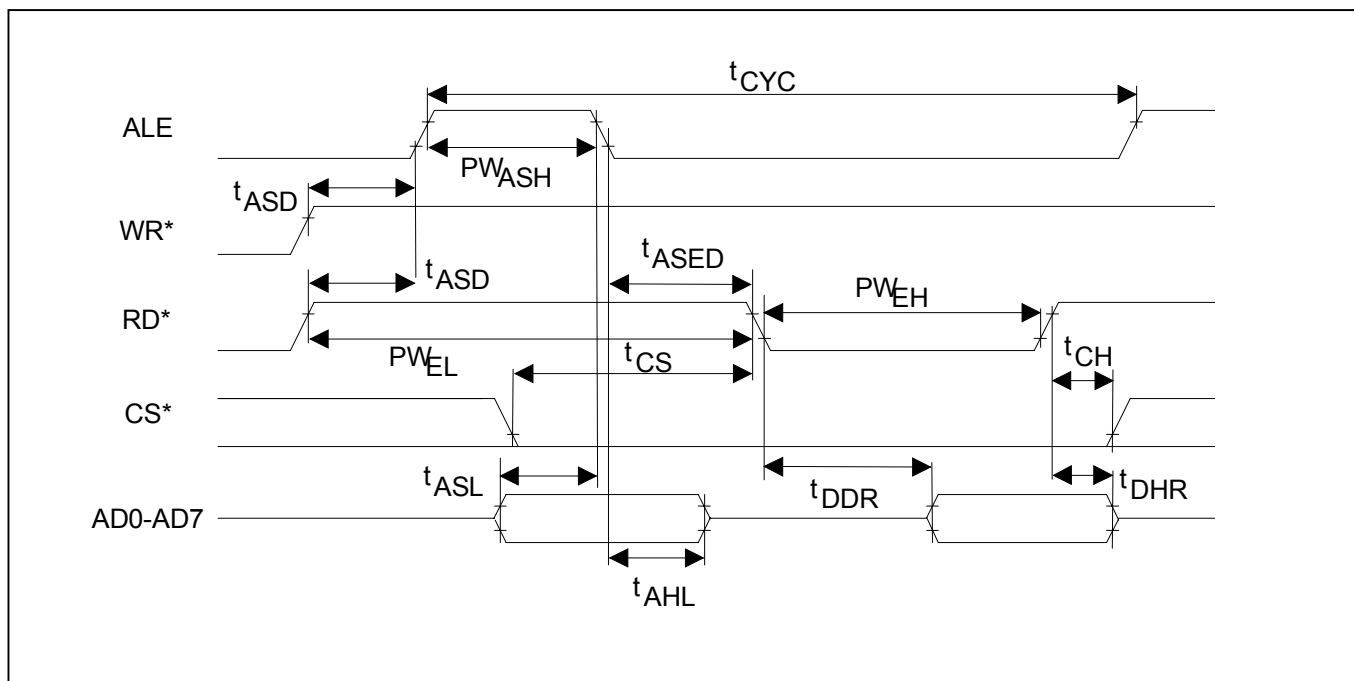 tCYC
ALE
PWASH
tASD
WR*
tASED
tASD
PWEH
RD*
tCS
PWEL
tCH
CS*
tASL
tDDR
tDHR
AD0-AD7
tAHL